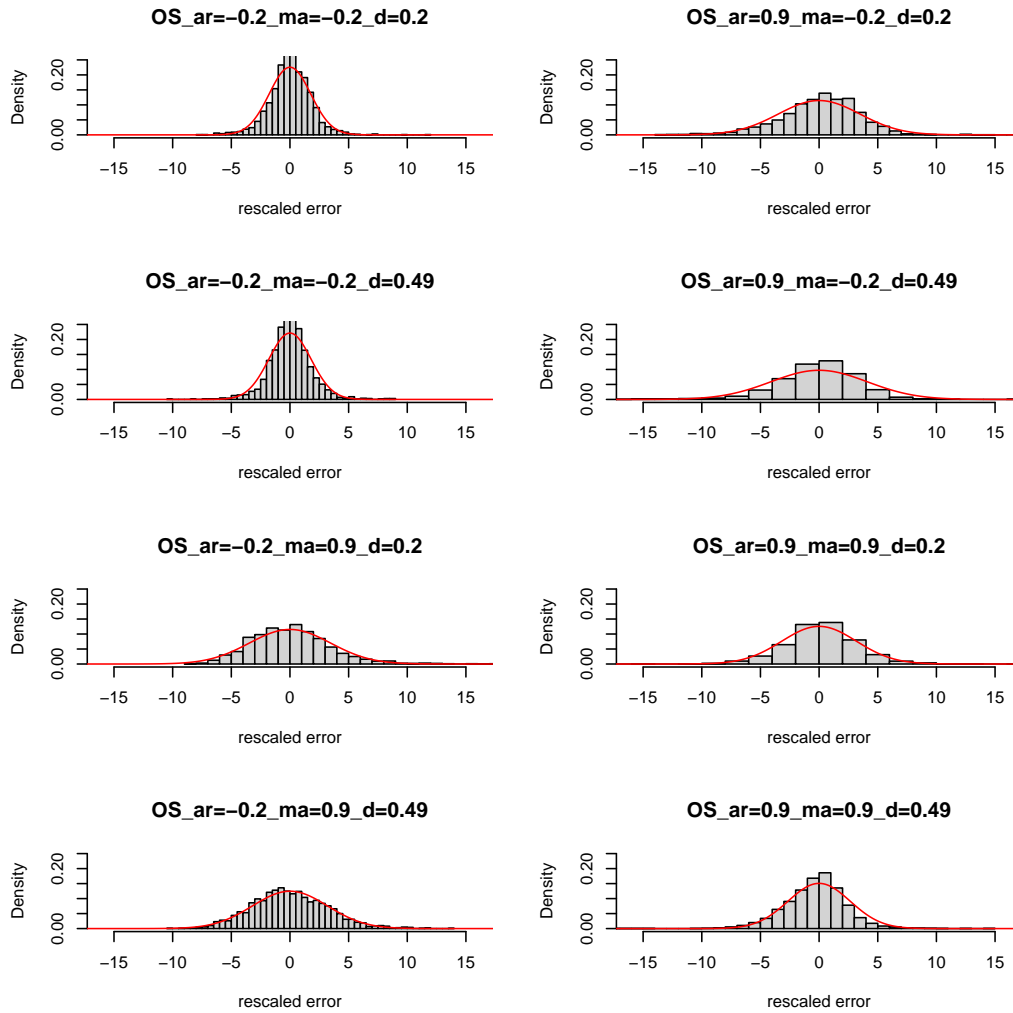 OS_ar=−0.2_ma=−0.2_d=0.2
Density
0.00 0.20
−15 −10 −5 0 5 10 15
rescaled error
OS_ar=0.9_ma=−0.2_d=0.2
Density
0.00 0.20
−15 −10 −5 0 5 10 15
rescaled error
OS_ar=−0.2_ma=−0.2_d=0.49
Density
0.00 0.20
−15 −10 −5 0 5 10 15
rescaled error
OS_ar=0.9_ma=−0.2_d=0.49
Density
0.00 0.20
−15 −10 −5 0 5 10 15
rescaled error
OS_ar=−0.2_ma=0.9_d=0.2
Density
0.00 0.20
−15 −10 −5 0 5 10 15
rescaled error
OS_ar=0.9_ma=0.9_d=0.2
Density
0.00 0.20
−15 −10 −5 0 5 10 15
rescaled error
OS_ar=−0.2_ma=0.9_d=0.49
Density
0.00 0.20
−15 −10 −5 0 5 10 15
rescaled error
OS_ar=0.9_ma=0.9_d=0.49
Density
0.00 0.20
−15 −10 −5 0 5 10 15
rescaled error